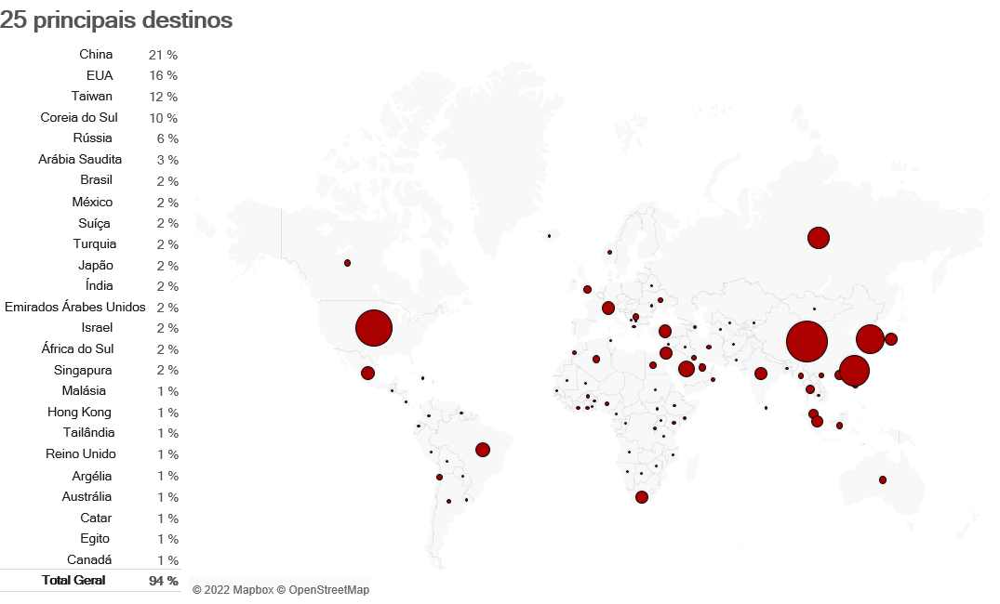 25 principais destinos
China 21 %
EUA 16 %
Taiwan 12 %
Coreia do Sul 10 %
Rússia 6 %
Arábia Saudita 3 %
Brasil 2 %
México 2 %
Suíça 2 %
Turquia 2 %
Japão 2 %
Índia 2 %
Emirados Árabes Unidos 2 %
Israel 2 %
África do Sul 2 %
Singapura 2 %
Malásia 1 %
Hong Kong 1 %
Tailândia 1 %
Reino Unido 1 %
Argélia 1 %
Austrália 1 %
Catar 1 %
Egito 1 %
Canadá 1 %
Total Geral 94 %
© 2022 Mapbox © OpenStreetMap